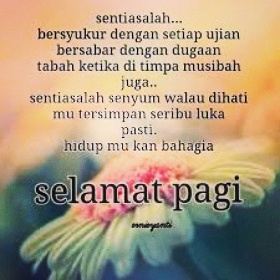 sentiasalah...
bersyukur dengan setiap ujian
bersabar dengan dugaan
tabah ketika di timpa musibah
juga..
sentiasalah senyum walau dihati
mu tersimpan seribu luka
pasti.
hidup mu kan bahagia
selamat pagi